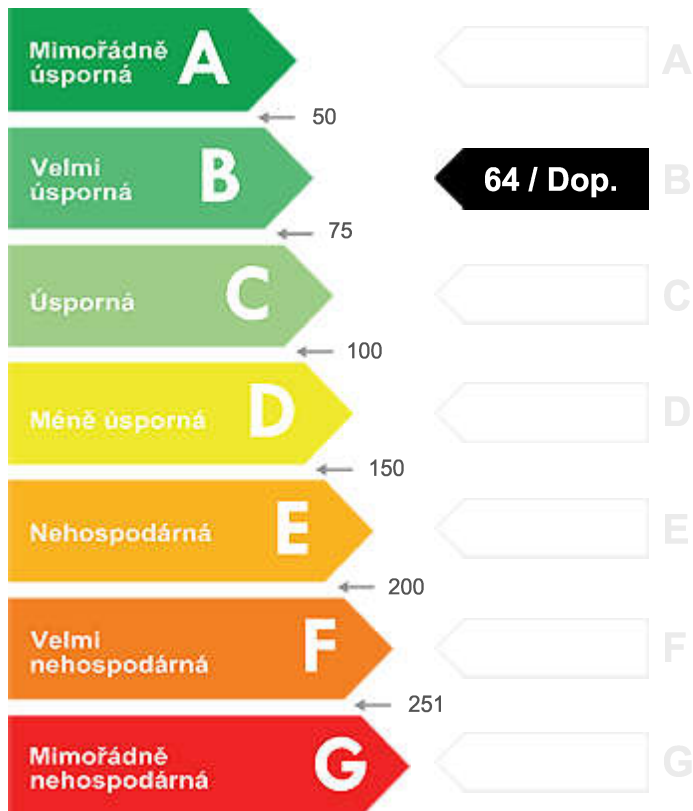 Mimořádně
úsporná
A
A
50
Velmi
úsporná
B
64 / Dop.
B
75
Úsporná
C
C
100
Méně úsporná
D
D
150
Nehospodárná
E
E
200
Velmi
nehospodárná
F
F
251
Mimořádně
nehospodárná
G
G